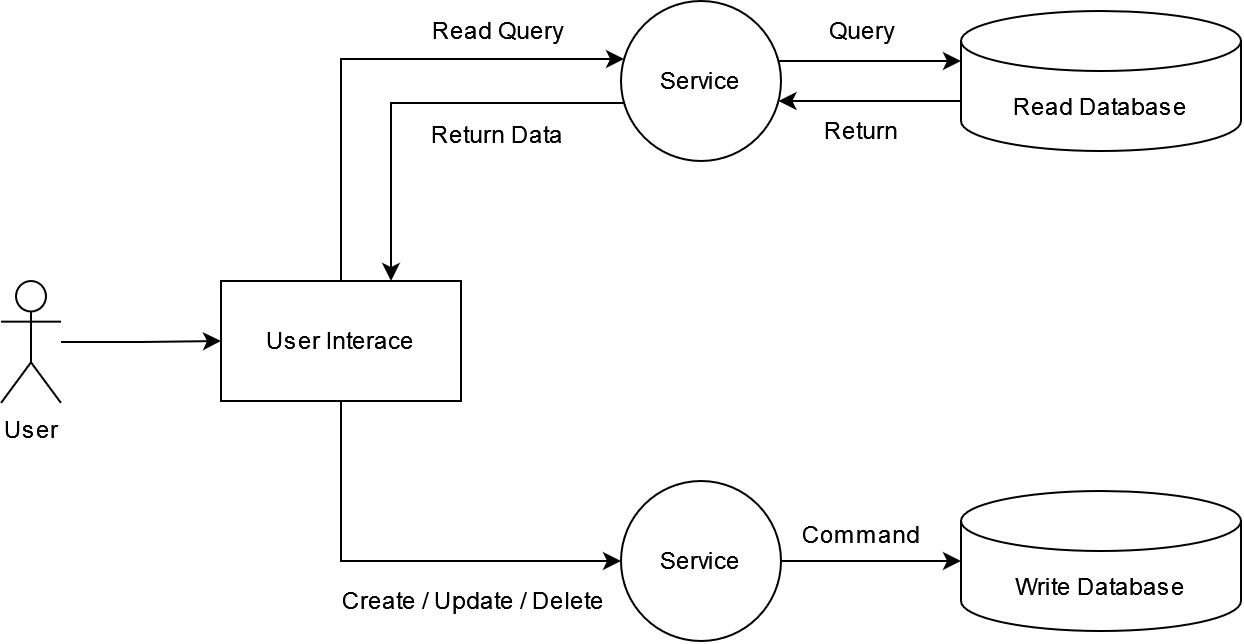 Read Query
Query
Service
Read Database
Return Data
Return
User Interace
User
Command
Service
Write Database
Create / Update / Delete